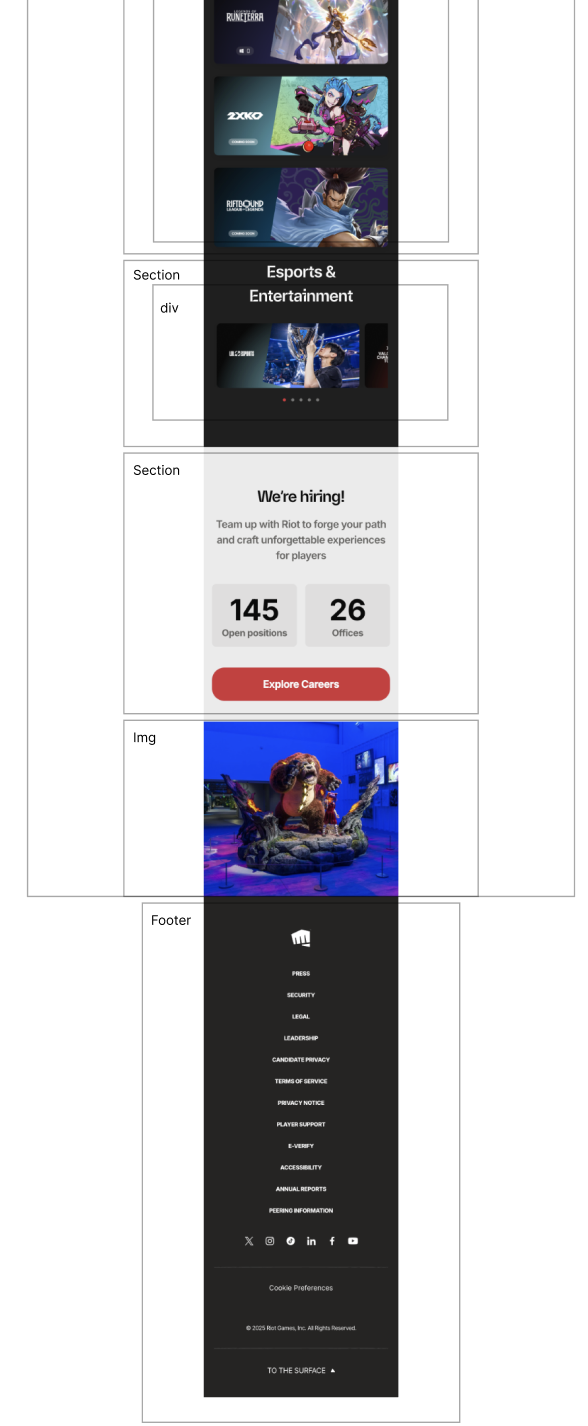 LEGENDS OF
RUNETERRA
2XKO
COMING SOON
RIFTBOUND
LEAGUE OF LEGENDS
COMING SOON
Section
Esports &
Entertainment
div
LOL ESPORTS
Section
We're hiring!
Team up with Riot to forge your path
and craft unforgettable experiences
for players
145
26
Open positions
Offices
Explore Careers
Img
Footer
PRESS
SECURITY
LEGAL
LEADERSHIP
CANDIDATE PRIVACY
TERMS OF SERVICE
PRIVACY NOTICE
PLAYER SUPPORT
E-VERIFY
ACCESSIBILITY
ANNUAL REPORTS
PEERING INFORMATION
Cookie Preferences
© 2025 Riot Games, Inc. All Rights Reserved.
TO THE SURFACE